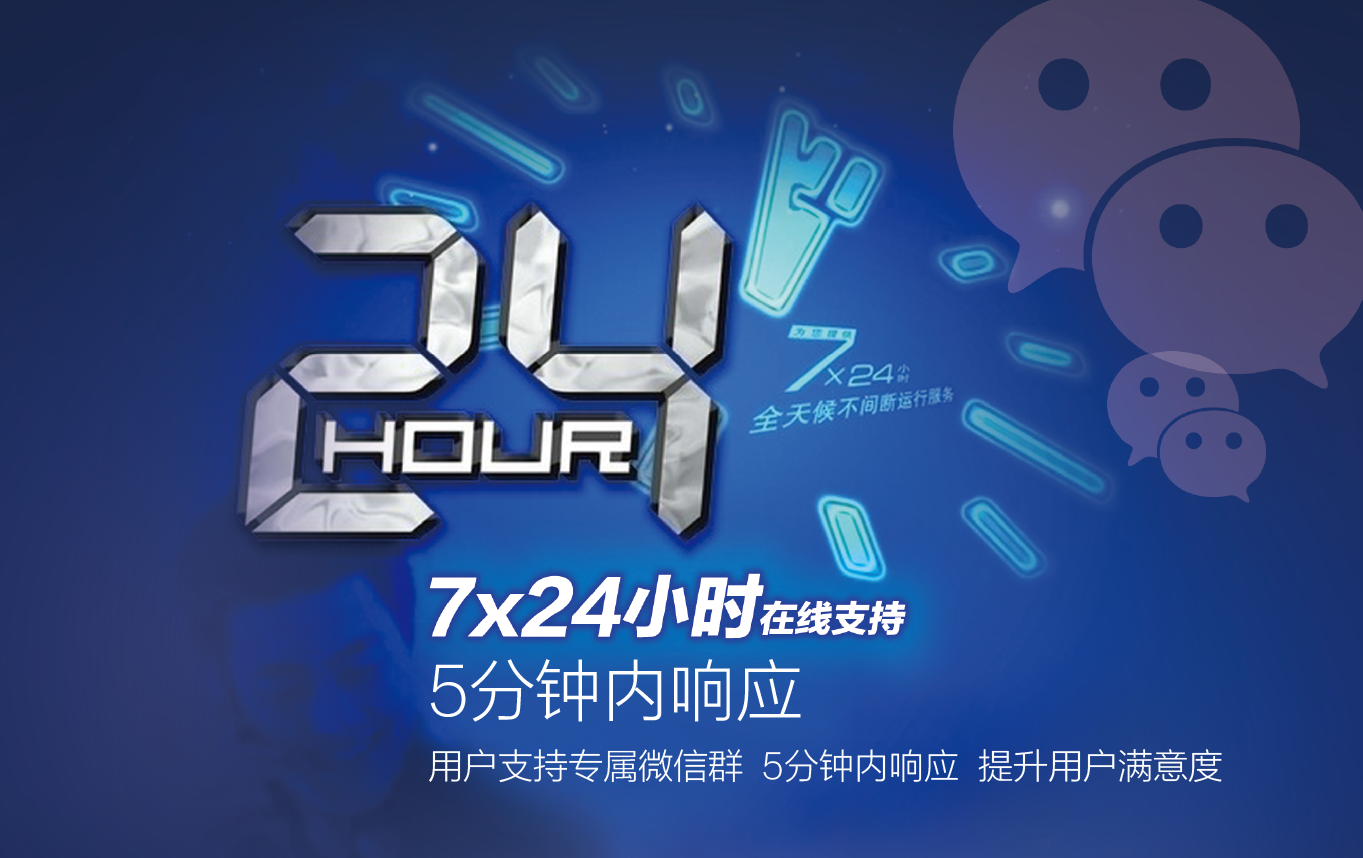 24
HOUR
为您提供
7x24小时
全天候不间断运行服务
7x24小时在线支持
5分钟内响应
用户支持专属微信群 5分钟内响应 提升用户满意度